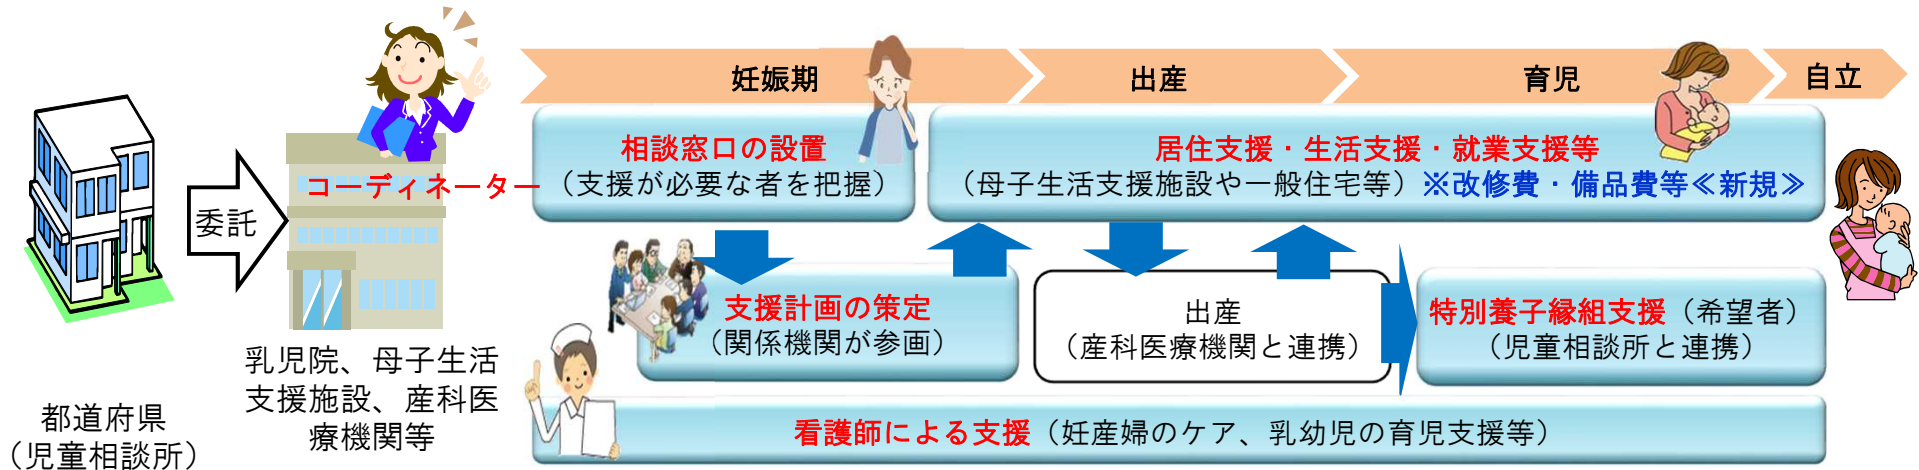 妊娠期
出産
育児
自立
コーディネーター
委託
都道府県
（児童相談所）
乳児院、母子生活
支援施設、産科医
療機関等
相談窓口の設置
（支援が必要な者を把握）
居住支援・生活支援・就業支援等
（母子生活支援施設や一般住宅等）※改修費・備品費等≪新規≫
支援計画の策定
（関係機関が参画）
出産
（産科医療機関と連携）
特別養子縁組支援（希望者）
（児童相談所と連携）
看護師による支援（妊産婦のケア、乳幼児の育児支援等）